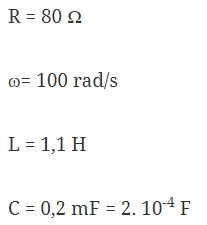 R = 80 Ω
ω= 100 rad/s
L = 1,1 H
C = 0,2 mF = 2. 10⁻⁴ F